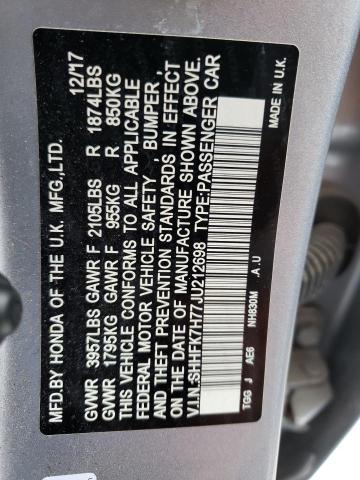 MFD.BY HONDA OF THE U.K. MFG.,LTD. 12/17
GVWR 3957LBS GAWR F 2105LBS R 1874LBS
GVWR 1795KG GAWR F 955KG R 850KG
THIS VEHICLE CONFORMS TO ALL APPLICABLE
FEDERAL MOTOR VEHICLE SAFETY , BUMPER ,
AND THEFT PREVENTION STANDARDS IN EFFECT
ON THE DATE OF MANUFACTURE SHOWN ABOVE.
V.I.N.:SHHFK7H77JU212698 TYPE:PASSENGER CAR
TGG J AE6 NH830M .A .U MADE IN U.K.